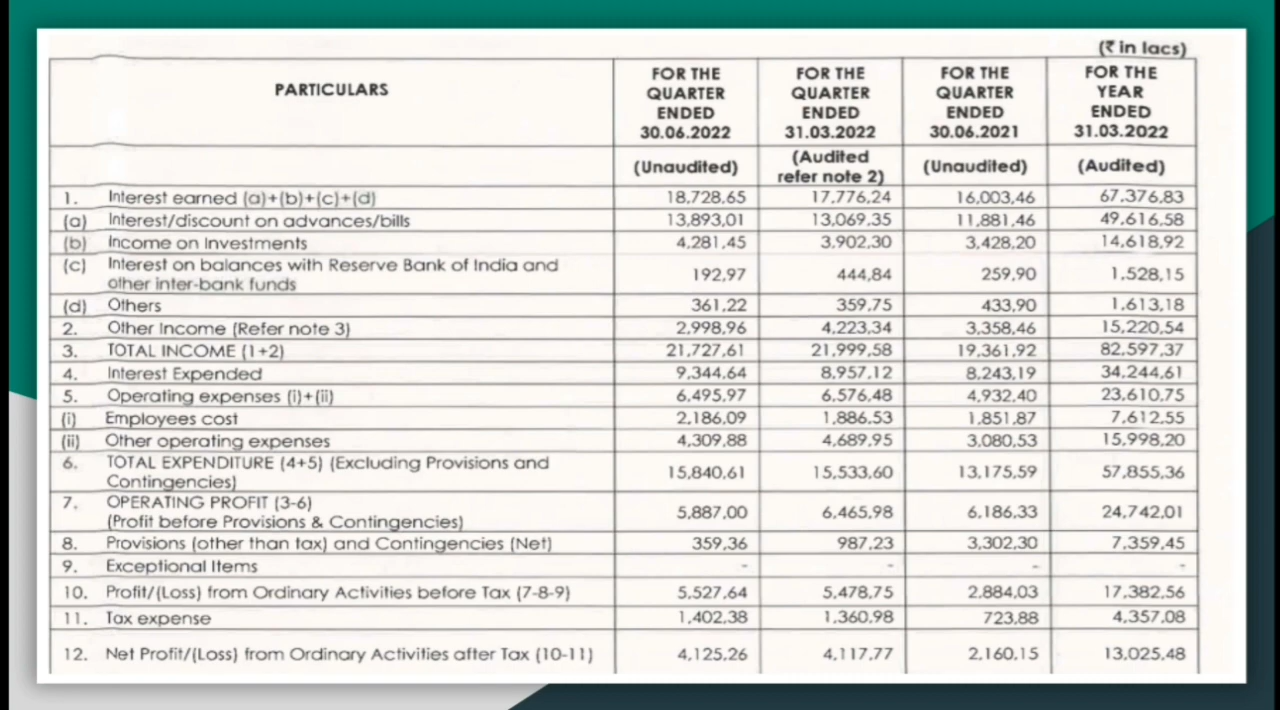 (₹ in lacs)
PARTICULARS FOR THE QUARTER ENDED 30.06.2022 FOR THE QUARTER ENDED 31.03.2022 FOR THE QUARTER ENDED 30.06.2021 FOR THE YEAR ENDED 31.03.2022
(Unaudited) (Audited refer note 2) (Unaudited) (Audited)
1. Interest earned (a)+(b)+(c)+(d) 18,728,65 17,776,24 16,003,46 67,376,83
(a) Interest/discount on advances/bills 13,893,01 13,069,35 11,881,46 49,616,58
(b) Income on Investments 4,281,45 3,902,30 3,428,20 14,618,92
(c) Interest on balances with Reserve Bank of India and other inter-bank funds 192,97 444,84 259,90 1,528,15
(d) Others 361,22 359,75 433,90 1,613,18
2. Other Income (Refer note 3) 2,998,96 4,223,34 3,358,46 15,220,54
3. TOTAL INCOME (1+2) 21,727,61 21,999,58 19,361,92 82,597,37
4. Interest Expended 9,344,64 8,957,12 8,243,19 34,244,61
5. Operating expenses (i)+(ii) 6,495,97 6,576,48 4,932,40 23,610,75
(i) Employees cost 2,186,09 1,886,53 1,851,87 7,612,55
(ii) Other operating expenses 4,309,88 4,689,95 3,080,53 15,998,20
6. TOTAL EXPENDITURE (4+5) (Excluding Provisions and Contingencies) 15,840,61 15,533,60 13,175,59 57,855,36
7. OPERATING PROFIT (3-6) (Profit before Provisions & Contingencies) 5,887,00 6,465,98 6,186,33 24,742,01
8. Provisions (other than tax) and Contingencies (Net) 359,36 987,23 3,302,30 7,359,45
9. Exceptional Items - - - -
10. Profit/(Loss) from Ordinary Activities before Tax (7-8-9) 5,527,64 5,478,75 2,884,03 17,382,56
11. Tax expense 1,402,38 1,360,98 723,88 4,357,08
12. Net Profit/(Loss) from Ordinary Activities after Tax (10-11) 4,125,26 4,117,77 2,160,15 13,025,48